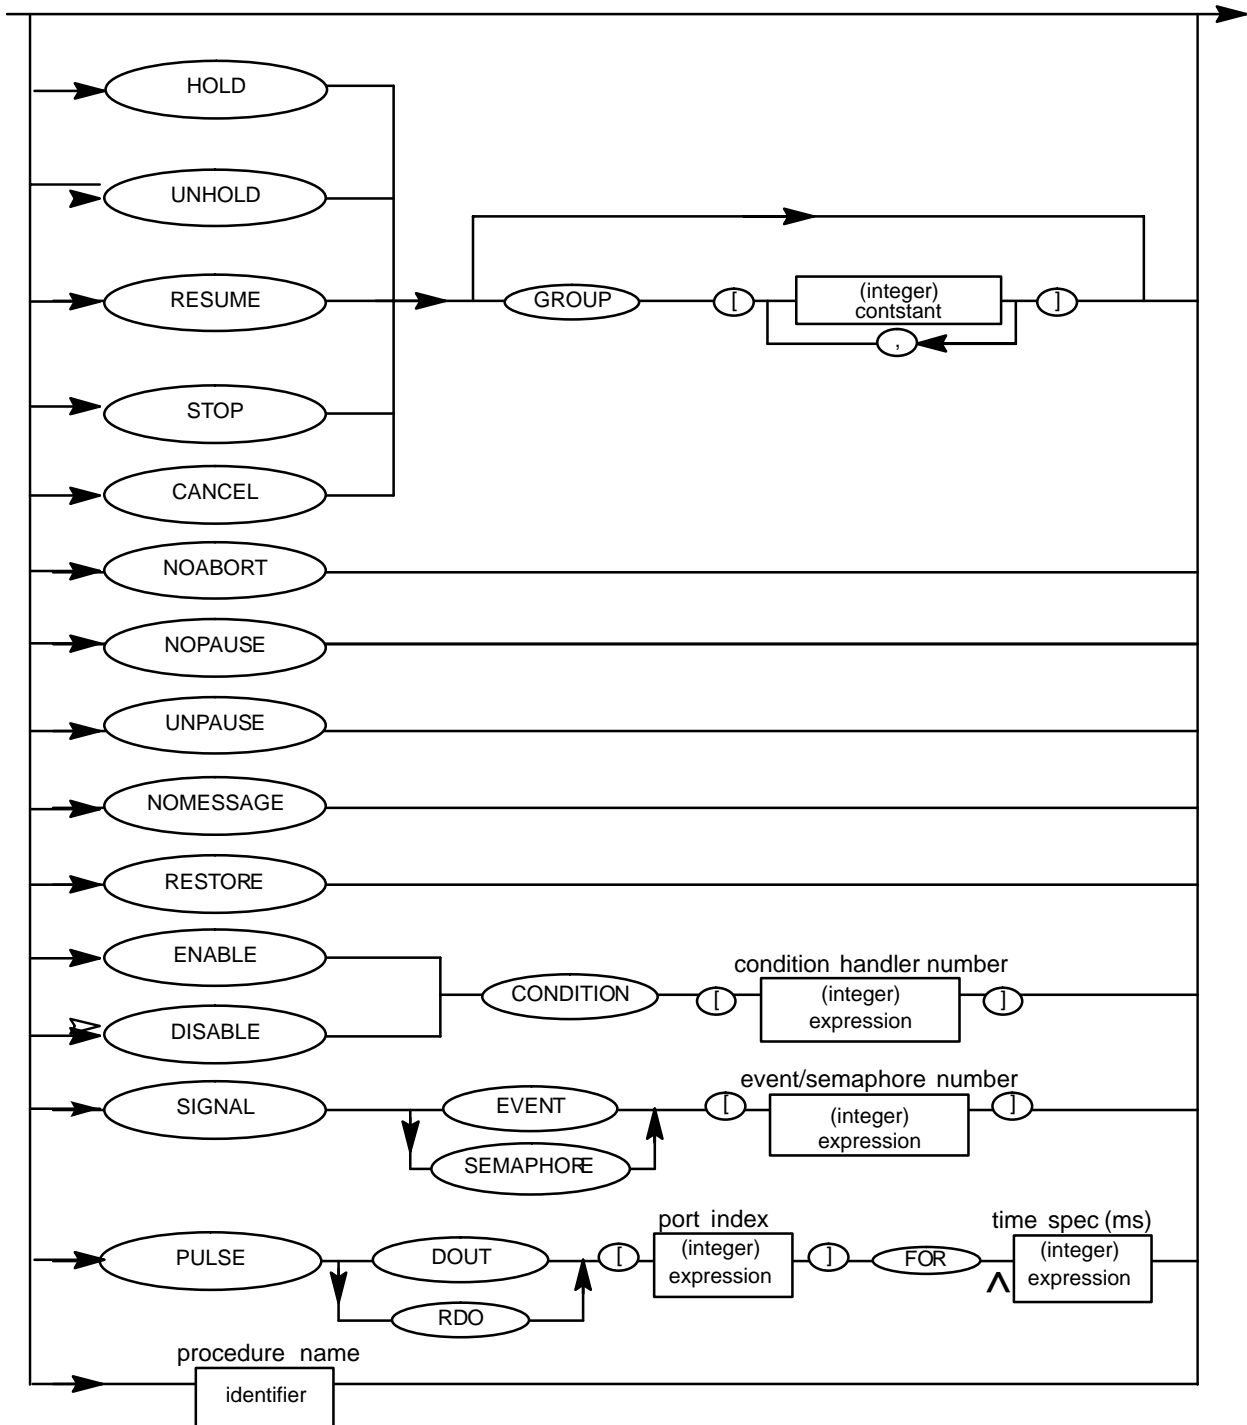 HOLD
UNHOLD
RESUME
GROUP [ (integer) ]
contstant
,
STOP
CANCEL
NOABORT
NOPAUSE
UNPAUSE
NOMESSAGE
RESTORE
ENABLE
condition handler number
CONDITION [ (integer) ]
expression
DISABLE
event/semaphore number
SIGNAL EVENT [ (integer) ]
expression
SEMAPHORE
port index time spec (ms)
PULSE DOUT [ (integer) ] FOR (integer)
expression expression
^
RDO
procedure name
identifier